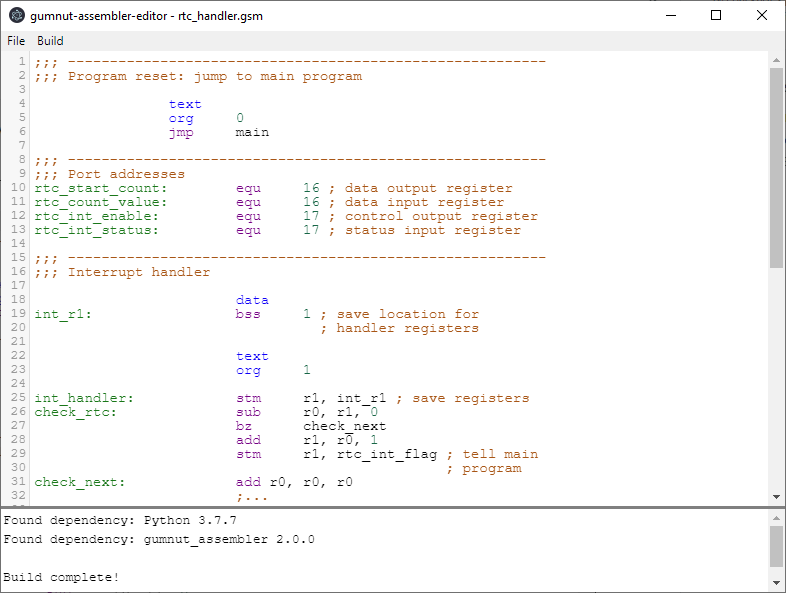 gumnut-assembler-editor - rtc_handler.gsm
File Build
1 ;;; ---------------------------------------------------------
2 ;;; Program reset: jump to main program
3
4 text
5 org 0
6 jmp main
7
8 ;;; ---------------------------------------------------------
9 ;;; Port addresses
10 rtc_start_count: equ 16 ; data output register
11 rtc_count_value: equ 16 ; data input register
12 rtc_int_enable: equ 17 ; control output register
13 rtc_int_status: equ 17 ; status input register
14
15 ;;; ---------------------------------------------------------
16 ;;; Interrupt handler
17
18 data
19 int_r1: bss 1 ; save location for
20 ; handler registers
21
22 text
23 org 1
24
25 int_handler: stm r1, int_r1 ; save registers
26 check_rtc: sub r0, r1, 0
27 bz check_next
28 add r1, r0, 1
29 stm r1, rtc_int_flag ; tell main
30 ; program
31 check_next: add r0, r0, r0
32 ;...
Found dependency: Python 3.7.7
Found dependency: gumnut_assembler 2.0.0
Build complete!